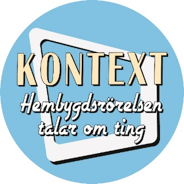 KONTEXT
Hembygdsrörelsen
talar om ting